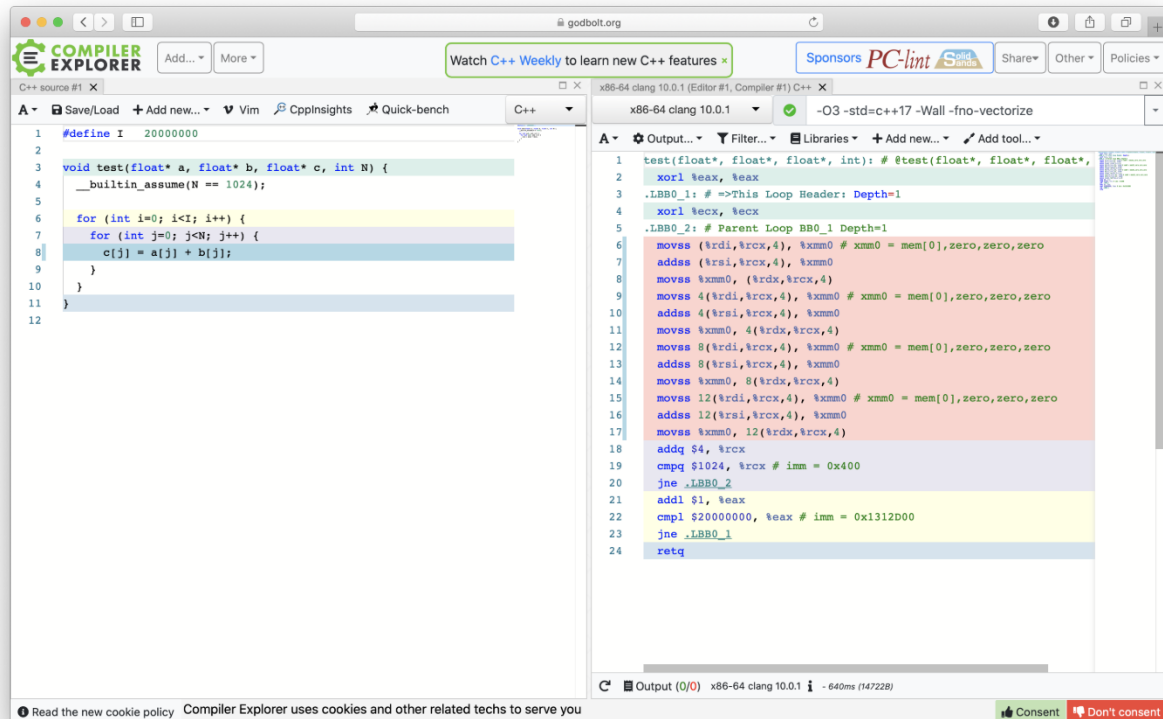 godbolt.org
COMPILER EXPLORER Add... More Watch C++ Weekly to learn new C++ features × Sponsors PC-lint Solid Sands Share Other Policies
C++ source #1 X
A Save/Load + Add new... Vim CppInsights Quick-bench C++
1 #define I   20000000
2
3 void test(float* a, float* b, float* c, int N) {
4   __builtin_assume(N == 1024);
5
6   for (int i=0; i<I; i++) {
7     for (int j=0; j<N; j++) {
8       c[j] = a[j] + b[j];
9     }
10   }
11 }
12
x86-64 clang 10.0.1 (Editor #1, Compiler #1) C++ X
x86-64 clang 10.0.1 -O3 -std=c++17 -Wall -fno-vectorize
A Output... Filter... Libraries + Add new... Add tool...
1 test(float*, float*, float*, int): # @test(float*, float*, float*,
2   xorl %eax, %eax
3 .LBB0_1: # =>This Loop Header: Depth=1
4   xorl %ecx, %ecx
5 .LBB0_2: # Parent Loop BB0_1 Depth=1
6   movss (%rdi,%rcx,4), %xmm0 # xmm0 = mem[0],zero,zero,zero
7   addss (%rsi,%rcx,4), %xmm0
8   movss %xmm0, (%rdx,%rcx,4)
9   movss 4(%rdi,%rcx,4), %xmm0 # xmm0 = mem[0],zero,zero,zero
10   addss 4(%rsi,%rcx,4), %xmm0
11   movss %xmm0, 4(%rdx,%rcx,4)
12   movss 8(%rdi,%rcx,4), %xmm0 # xmm0 = mem[0],zero,zero,zero
13   addss 8(%rsi,%rcx,4), %xmm0
14   movss %xmm0, 8(%rdx,%rcx,4)
15   movss 12(%rdi,%rcx,4), %xmm0 # xmm0 = mem[0],zero,zero,zero
16   addss 12(%rsi,%rcx,4), %xmm0
17   movss %xmm0, 12(%rdx,%rcx,4)
18   addq $4, %rcx
19   cmpq $1024, %rcx # imm = 0x400
20   jne .LBB0_2
21   addl $1, %eax
22   cmpl $20000000, %eax # imm = 0x1312D00
23   jne .LBB0_1
24   retq
Output (0/0) x86-64 clang 10.0.1 i - 640ms (14722B)
Read the new cookie policy Compiler Explorer uses cookies and other related techs to serve you Consent Don't consent